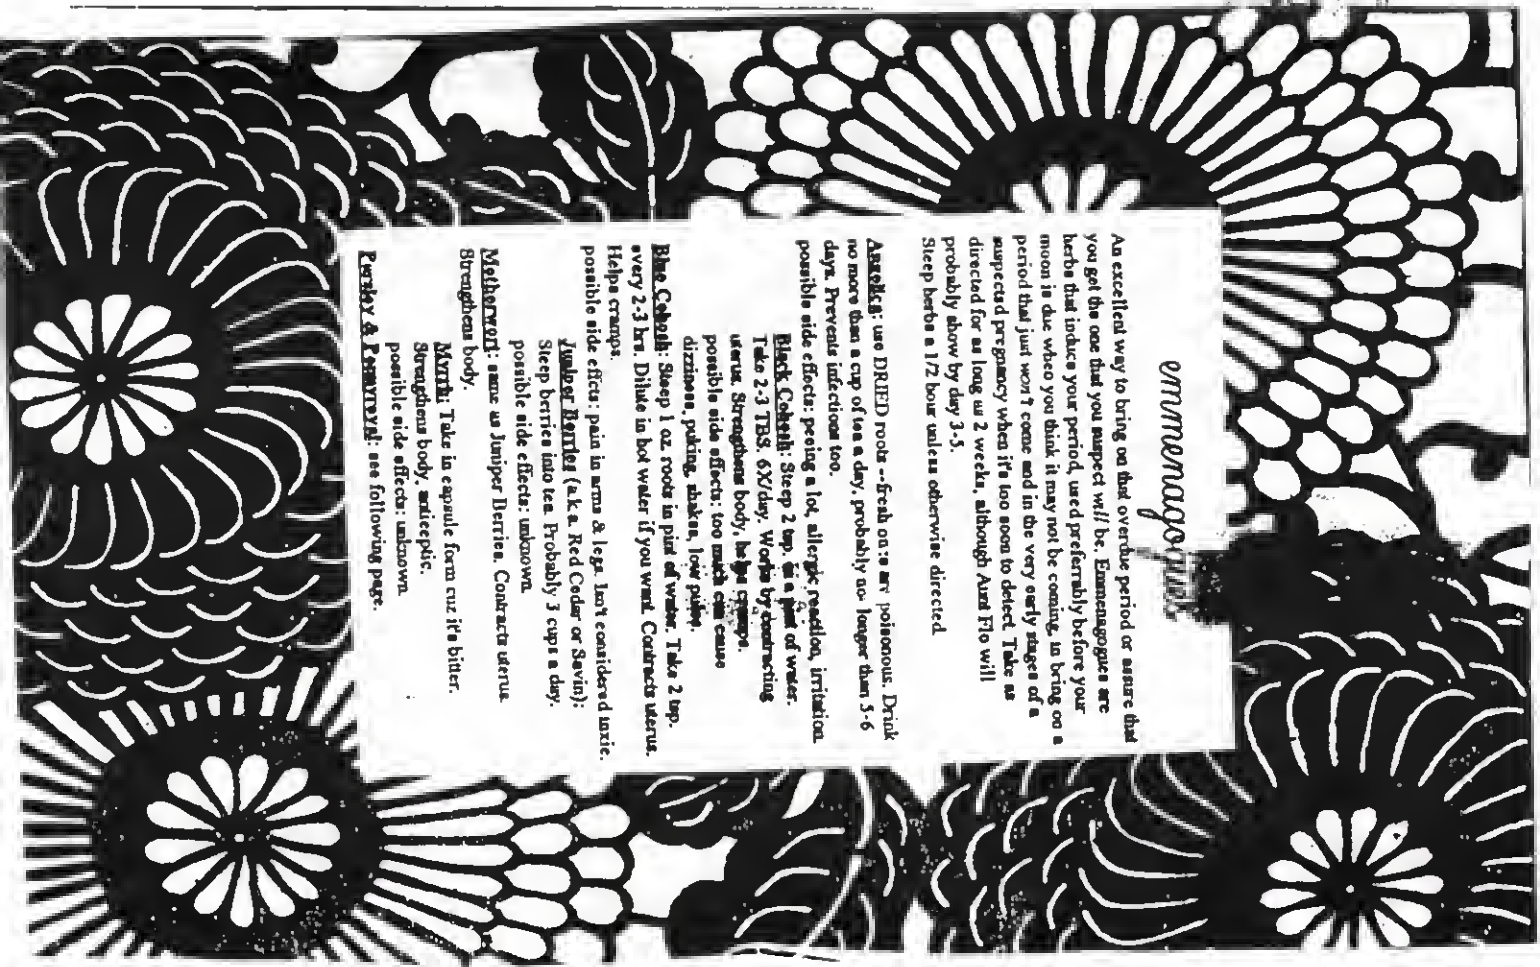 emmenagogues
An excellent way to bring on that overdue period or assure that
you get the one that you suspect will be. Emmenagogues are
herbs that induce your period, used preferrably before your
moon is due when you think it may not be coming, to bring on a
period that just won't come and in the very early stages of a
suspected pregnancy when it's too soon to detect. Take as
directed for as long as 2 weeks, although Aunt Flo will
probably show by day 3-5.
Steep herbs a 1/2 hour unless otherwise directed.
Angelica: use DRIED roots --fresh ones are poisonous. Drink
no more than a cup of tea a day, probably no longer than 5-6
days. Prevents infections too.
possible side effects: peeing a lot, allergic reaction, irritation.
Black Cohosh: Steep 2 tsp. in a pint of water.
Take 2-3 TBS. 6X/day. Works by contracting
uterus. Strengthens body, helps cramps.
possible side effects: too much can cause
dizziness, puking, shakes, low pulse.
Blue Cohosh: Steep 1 oz. roots in pint of water. Take 2 tsp.
every 2-3 hrs. Dilute in hot water if you want. Contracts uterus.
Helps cramps.
possible side effcts: pain in arms & legs. Isn't considered toxic.
Juniper Berries (a.k.a. Red Cedar or Savin):
Steep berries into tea. Probably 3 cups a day.
possible side effects: unknown.
Motherwort: same as Juniper Berries. Contracts uterus.
Strengthens body.
Myrrh: Take in capsule form cuz it's bitter.
Strengthens body, anticeptic.
possible side effects: unknown.
Parsley & Pennyroyal: see following page.